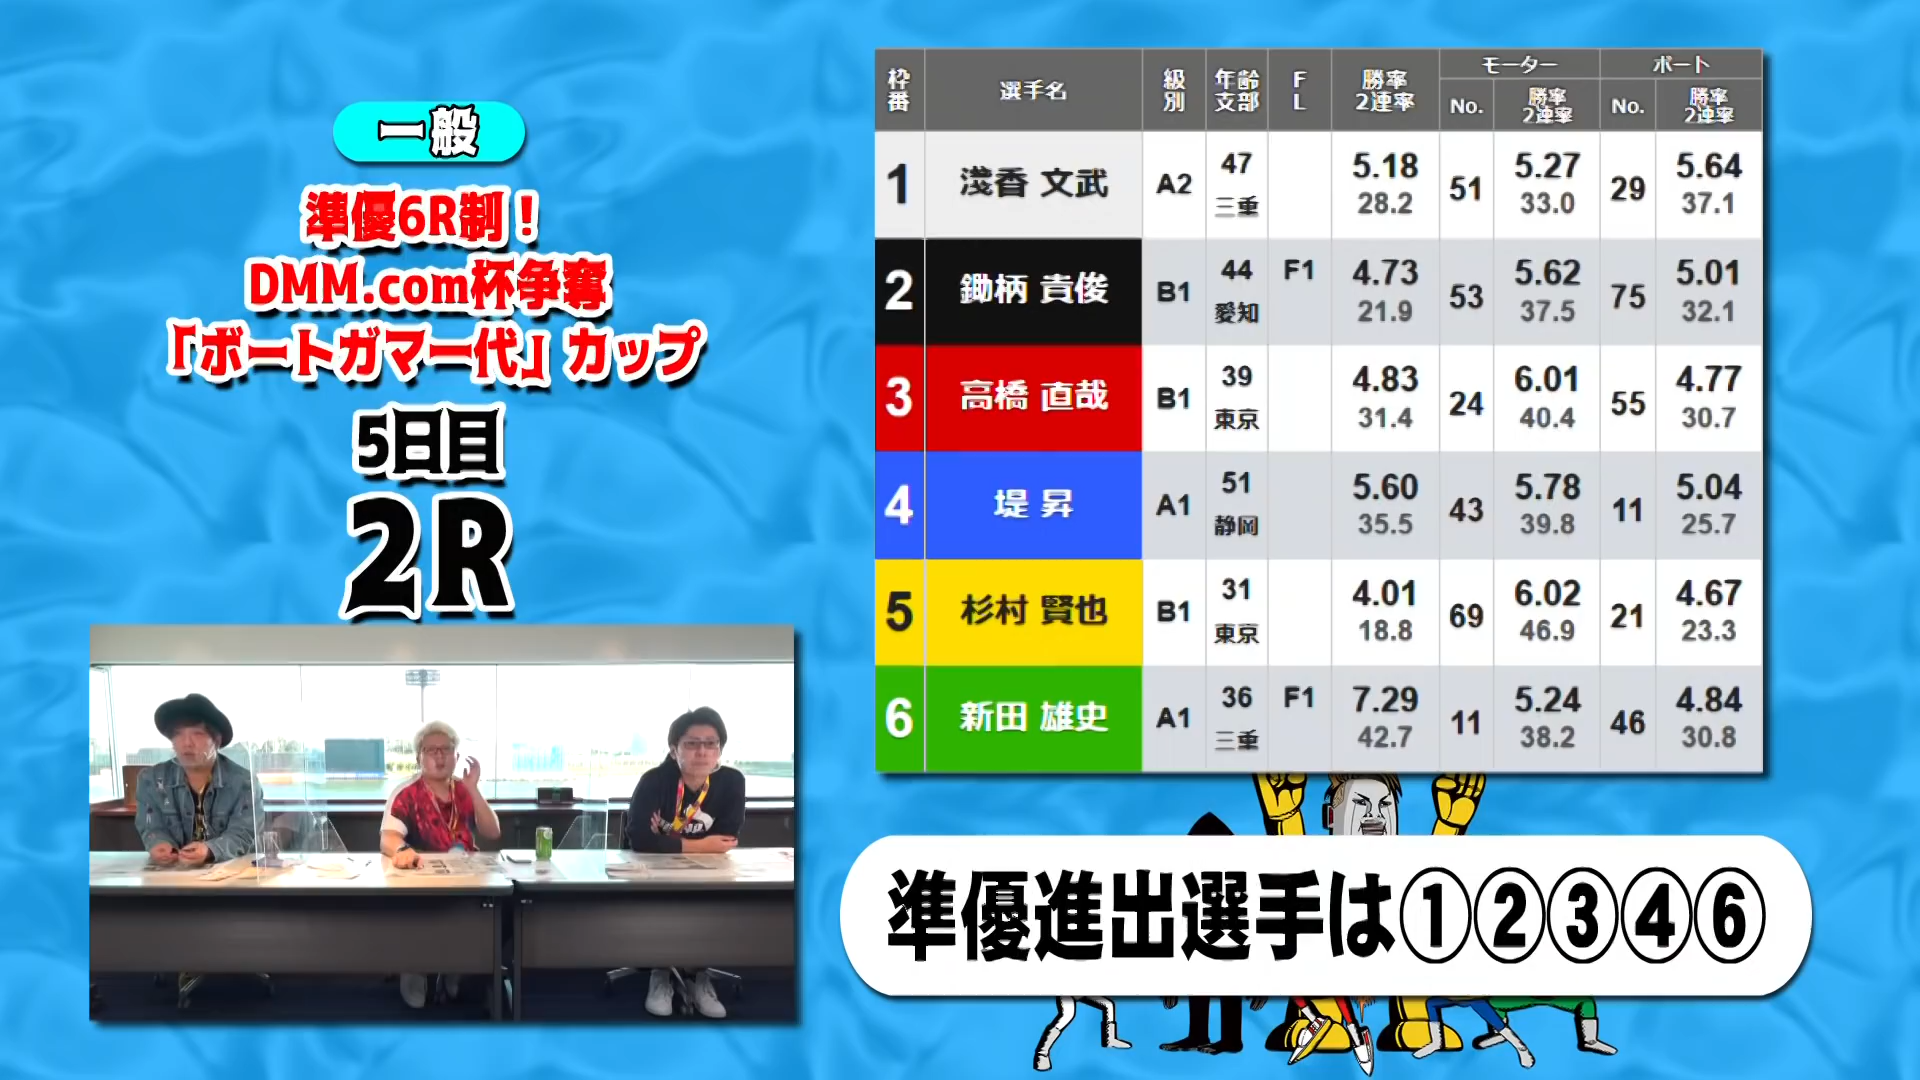 一般
準優6R制！
DMM.com杯争奪
「ボートガマー代」カップ
5日目
2R
枠番 選手名 級別 年齢支部 FL 勝率2連率 モーター ボート
No. 勝率2連率 No. 勝率2連率
1 浅香 文武 A2 47 三重 5.18 28.2 51 5.27 33.0 29 5.64 37.1
2 鋤柄 貴俊 B1 44 愛知 F1 4.73 21.9 53 5.62 37.5 75 5.01 32.1
3 高橋 直哉 B1 39 東京 4.83 31.4 24 6.01 40.4 55 4.77 30.7
4 堤 昇 A1 51 静岡 5.60 35.5 43 5.78 39.8 11 5.04 25.7
5 杉村 賢也 B1 31 東京 4.01 18.8 69 6.02 46.9 21 4.67 23.3
6 新田 雄史 A1 36 三重 F1 7.29 42.7 11 5.24 38.2 46 4.84 30.8
準優進出選手は①②③④⑥